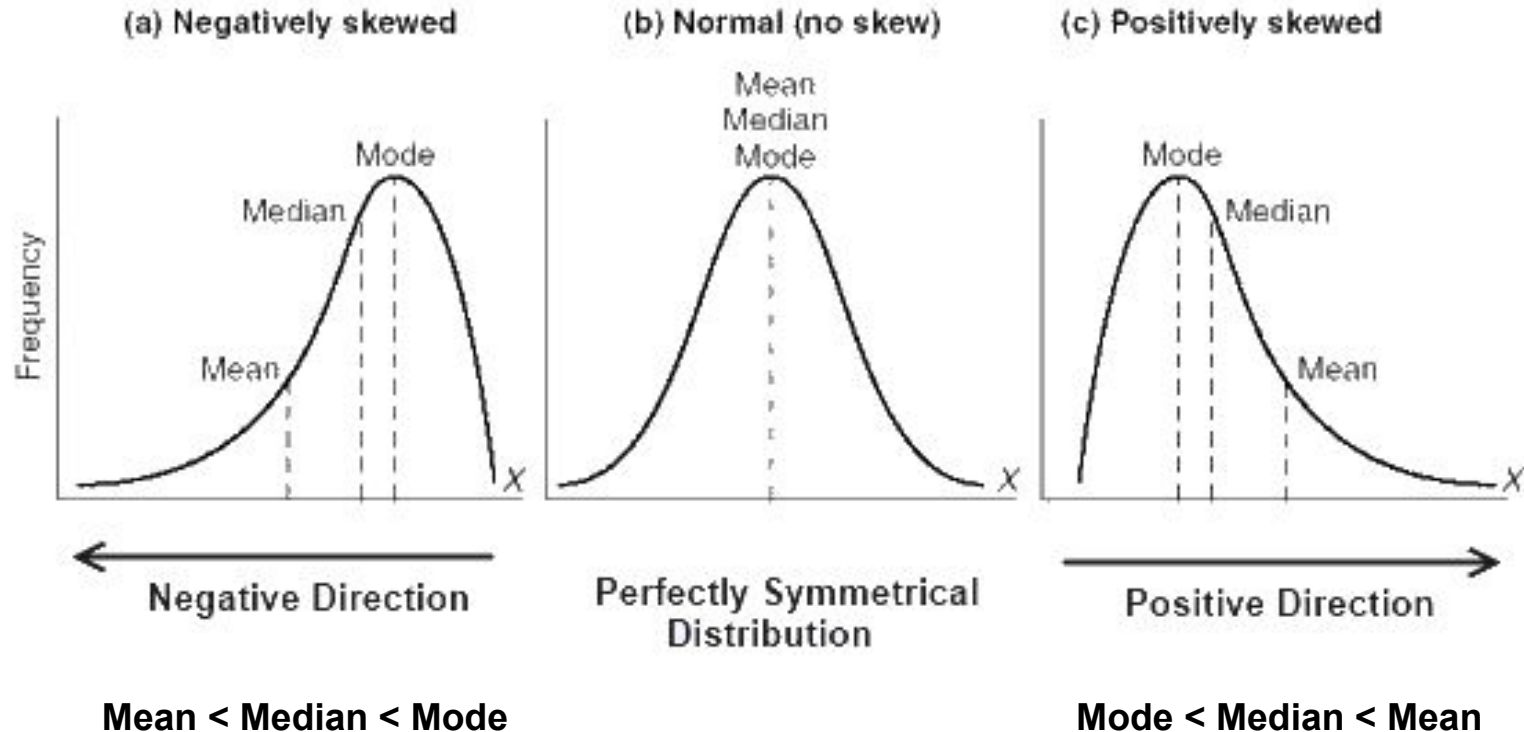 (a) Negatively skewed
(b) Normal (no skew)
(c) Positively skewed
Mode
Median
Mean
Frequency
X
Mean
Median
Mode
X
Mode
Median
Mean
X
Negative Direction
Perfectly Symmetrical
Distribution
Positive Direction
Mean < Median < Mode
Mode < Median < Mean